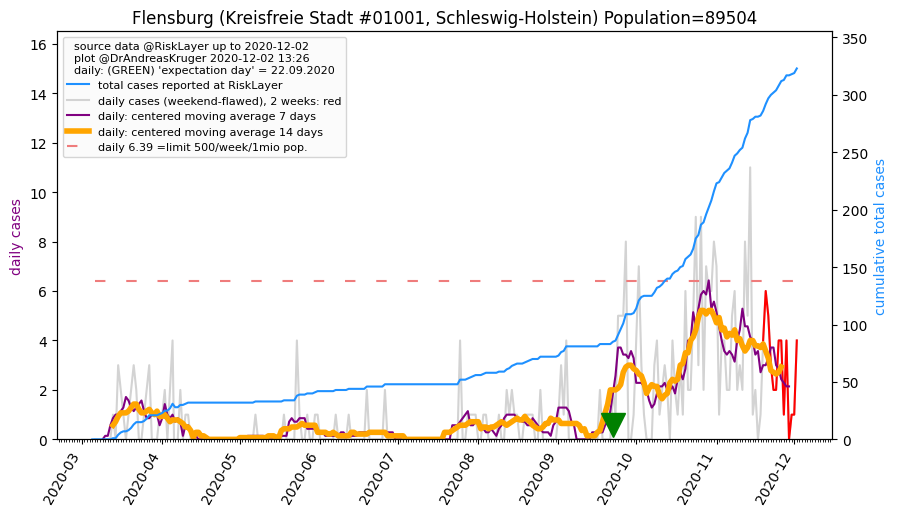 Flensburg (Kreisfreie Stadt #01001, Schleswig-Holstein) Population=89504
source data @RiskLayer up to 2020-12-02
plot @DrAndreasKruger 2020-12-02 13:26
daily: (GREEN) 'expectation day' = 22.09.2020
total cases reported at RiskLayer
daily cases (weekend-flawed), 2 weeks: red
daily: centered moving average 7 days
daily: centered moving average 14 days
daily 6.39 =limit 500/week/1mio pop.
daily cases
16
14
12
10
8
6
4
2
0
cumulative total cases
350
300
250
200
150
100
50
0
2020-03
2020-04
2020-05
2020-06
2020-07
2020-08
2020-09
2020-10
2020-11
2020-12